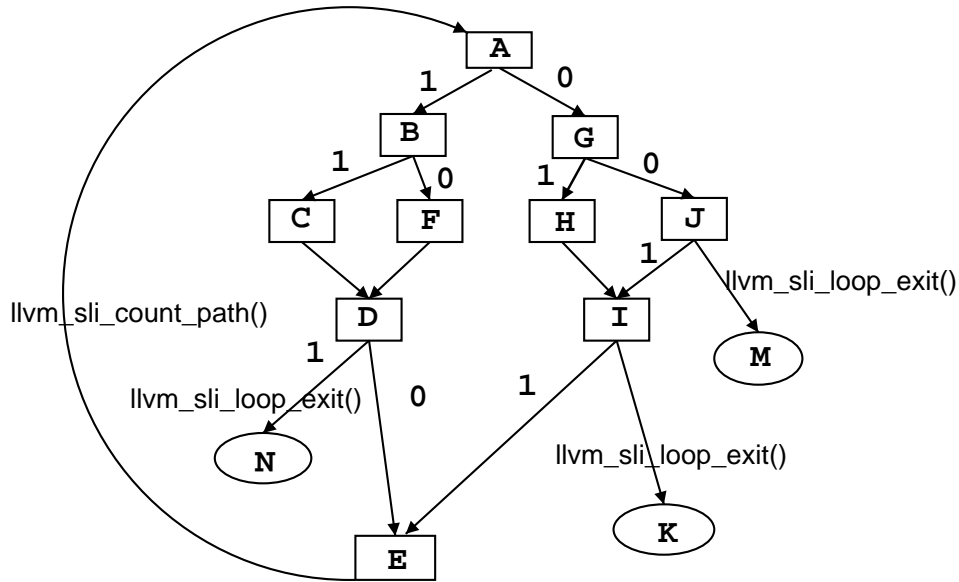 A
1 0
B G
1 0 1 0
C F H J
1
llvm_sli_loop_exit()
llvm_sli_count_path()
D I
M
1
llvm_sli_loop_exit()
0 1
N
llvm_sli_loop_exit()
K
E